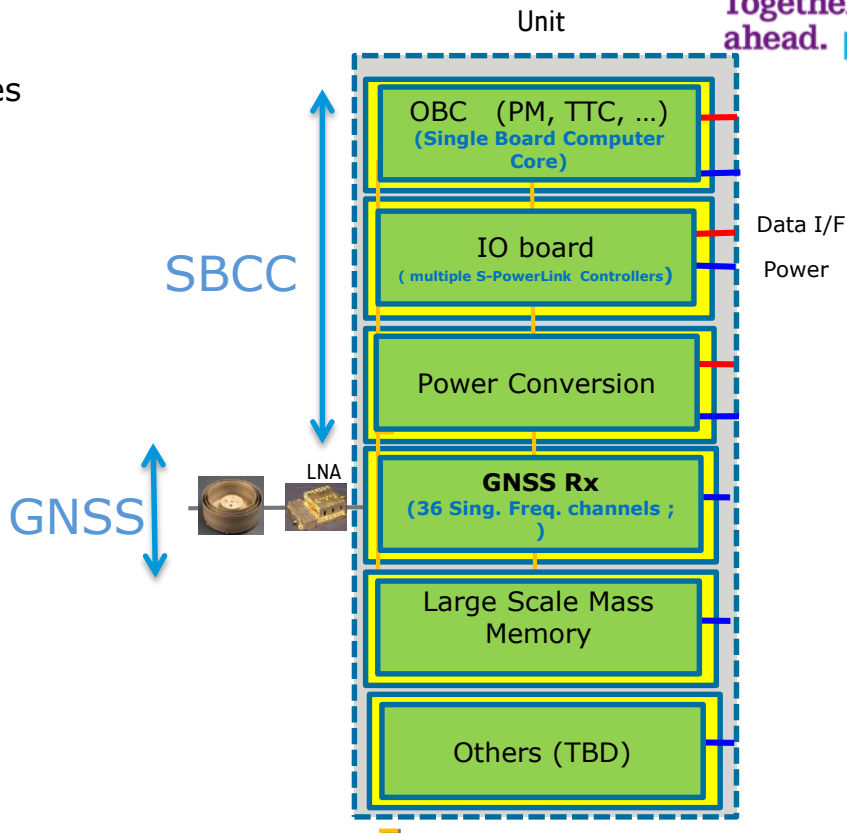 Unit
Together
ahead.
es
OBC (PM, TTC, ...)
(Single Board Computer
Core)
Data I/F
IO board
( multiple S-PowerLink Controllers)
Power
SBCC
Power Conversion
LNA
GNSS Rx
(36 Sing. Freq. channels ;
)
GNSS
Large Scale Mass
Memory
Others (TBD)